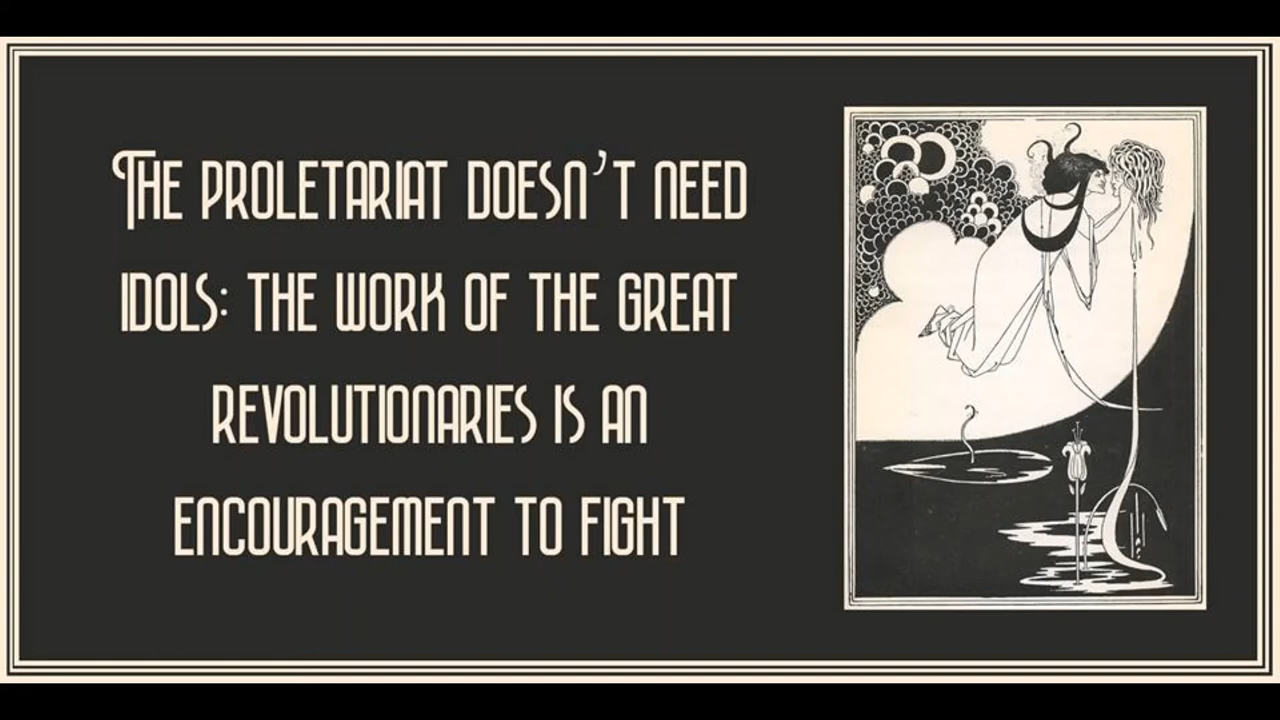 The proletariat doesn't need
idols: the work of the great
revolutionaries is an
encouragement to fight